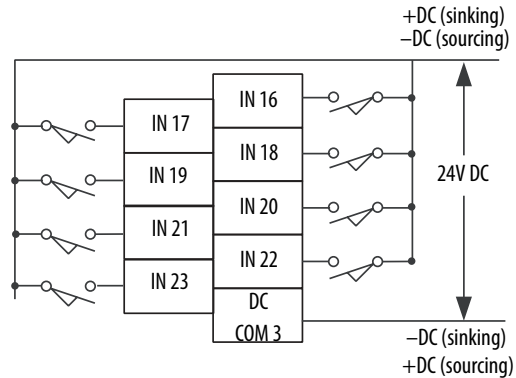 +DC (sinking)
−DC (sourcing)
IN 16
IN 17
IN 18
IN 19
24V DC
IN 20
IN 21
IN 22
IN 23
DC
COM 3
−DC (sinking)
+DC (sourcing)